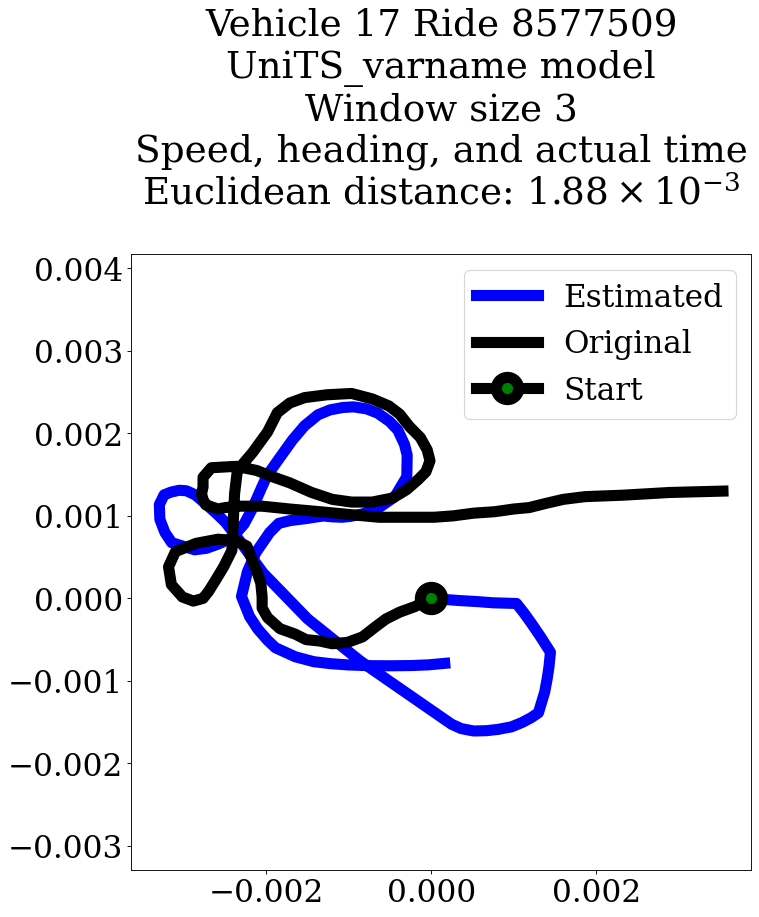 Vehicle 17 Ride 8577509
UniTS_varname model
Window size 3
Speed, heading, and actual time
Euclidean distance: 1.88 × 10⁻³
0.004
0.003
0.002
0.001
0.000
−0.001
−0.002
−0.003
Estimated
Original
Start
−0.002 0.000 0.002